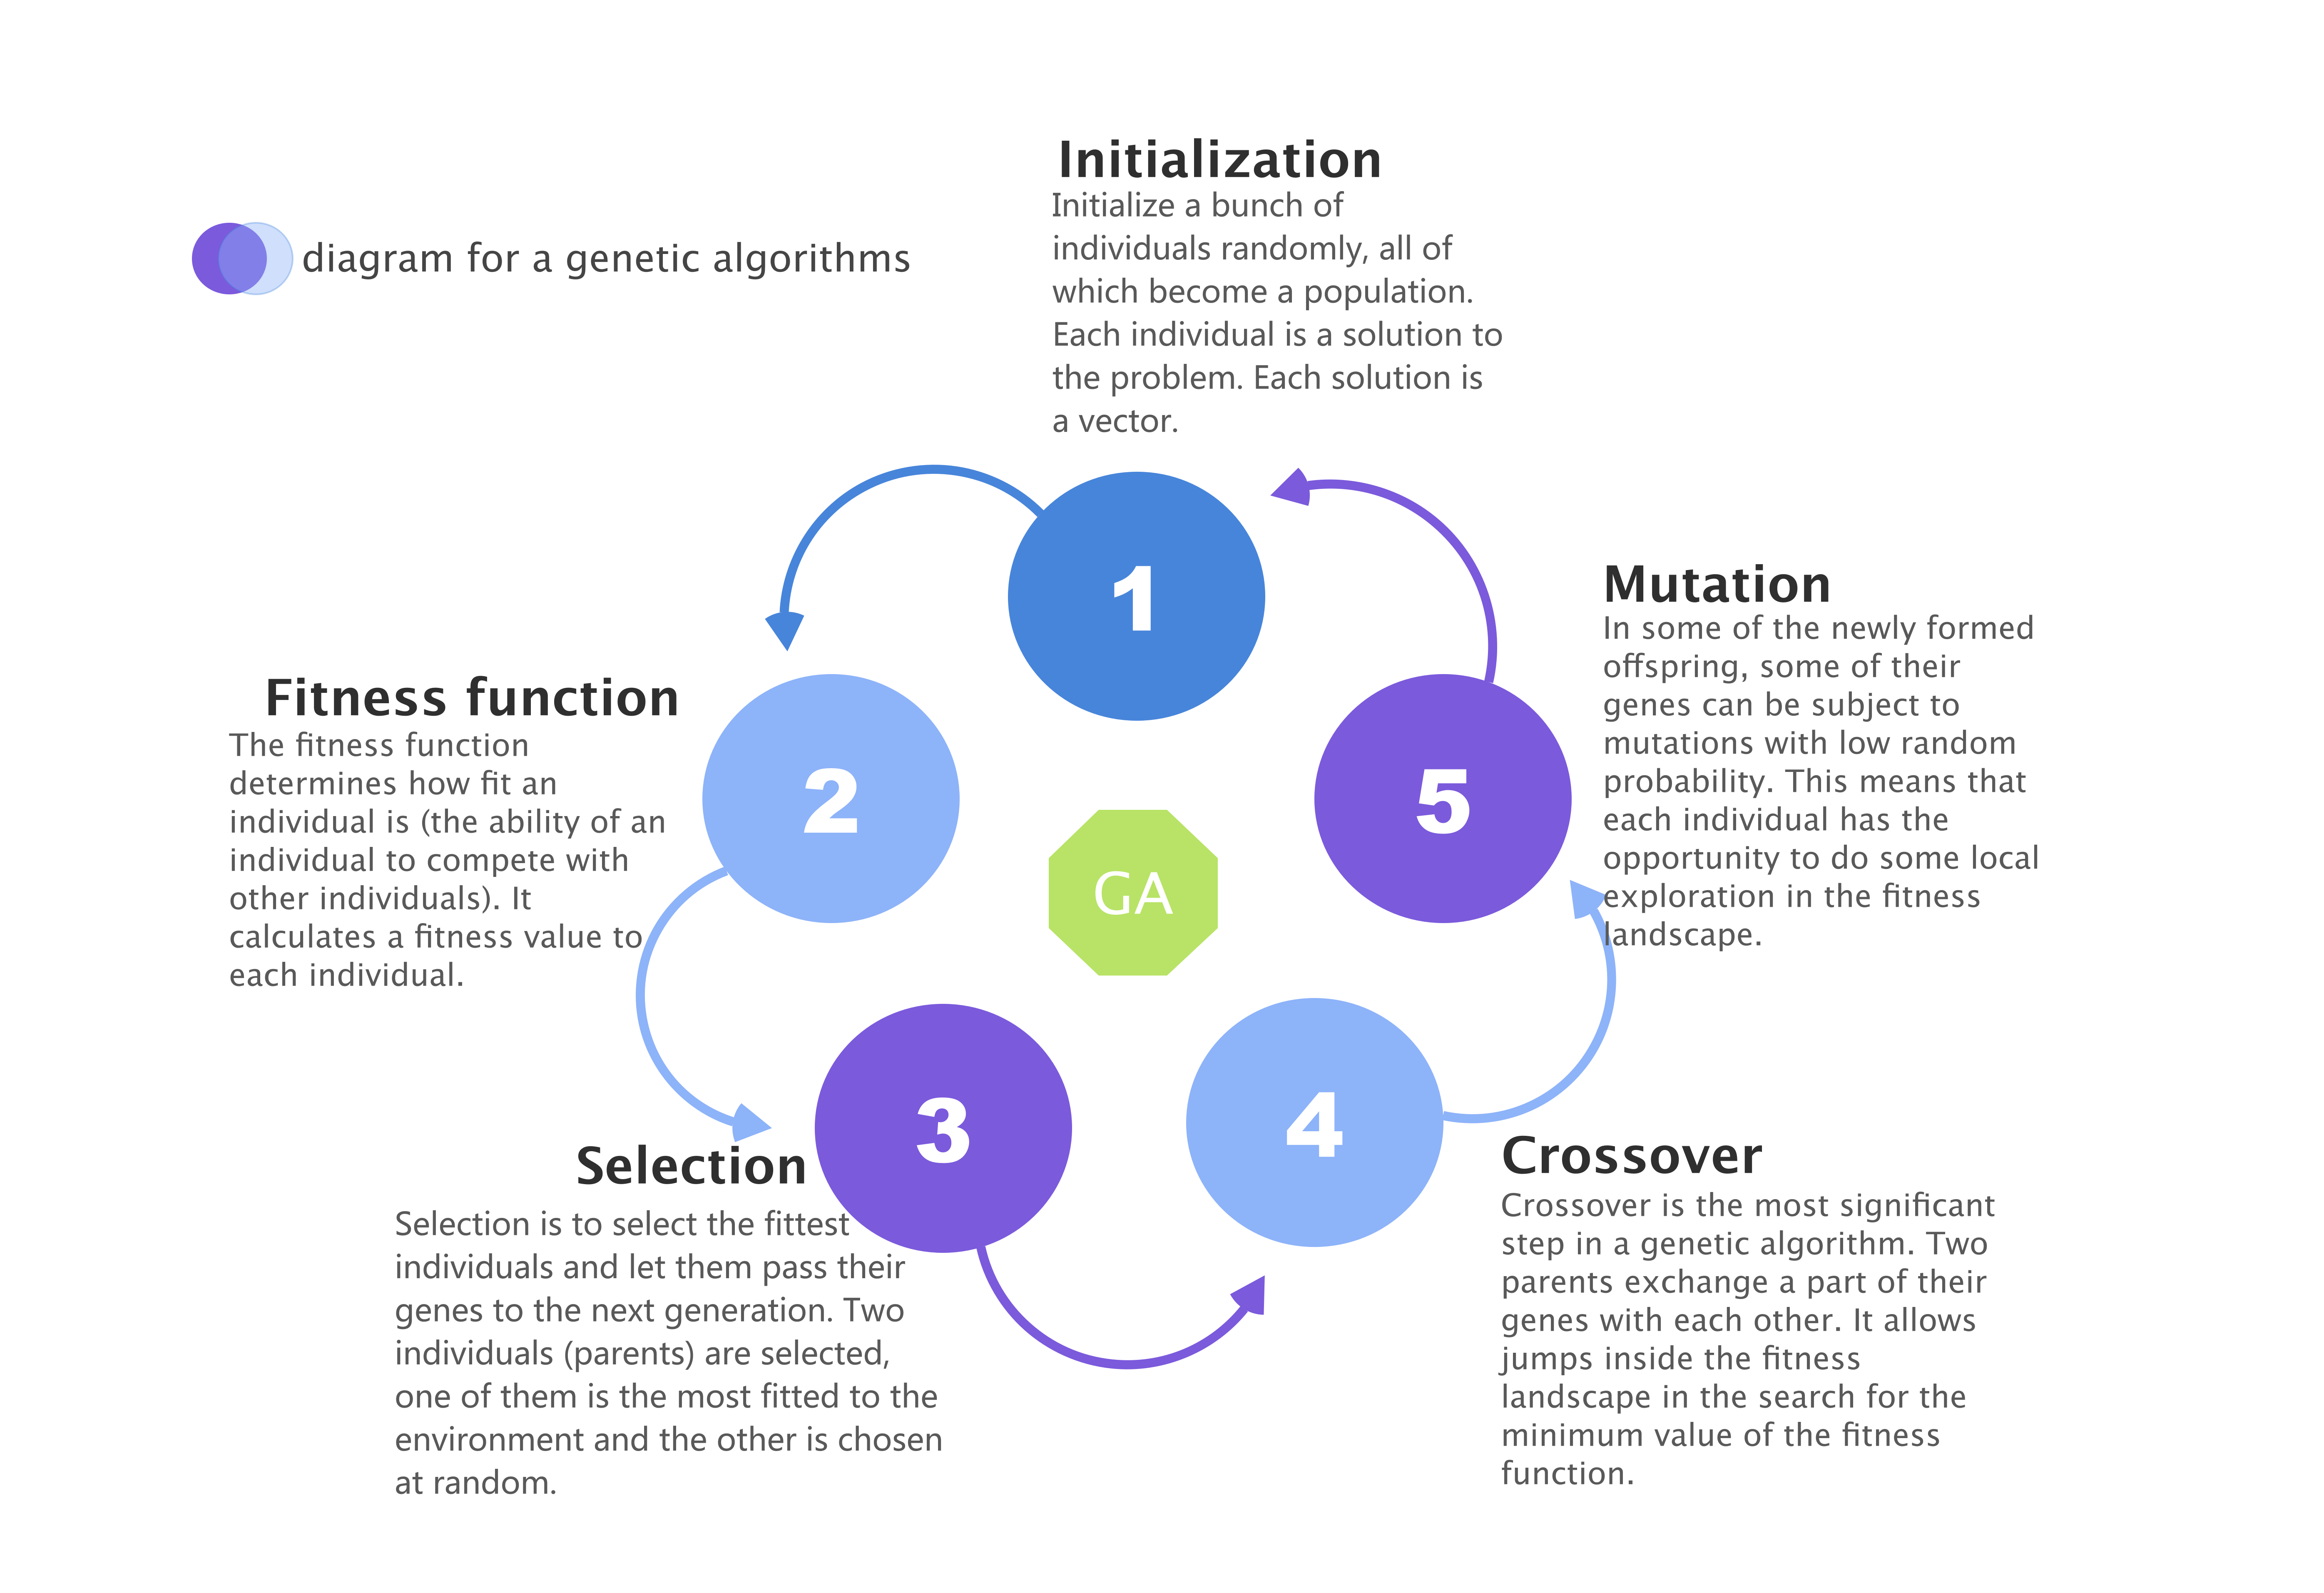 diagram for a genetic algorithms
Initialization
Initialize a bunch of
individuals randomly, all of
which become a population.
Each individual is a solution to
the problem. Each solution is
a vector.
1
Fitness function
The fitness function
determines how fit an
individual is (the ability of an
individual to compete with
other individuals). It
calculates a fitness value to
each individual.
2
Selection
Selection is to select the fittest
individuals and let them pass their
genes to the next generation. Two
individuals (parents) are selected,
one of them is the most fitted to the
environment and the other is chosen
at random.
3
Crossover
Crossover is the most significant
step in a genetic algorithm. Two
parents exchange a part of their
genes with each other. It allows
jumps inside the fitness
landscape in the search for the
minimum value of the fitness
function.
4
Mutation
In some of the newly formed
offspring, some of their
genes can be subject to
mutations with low random
probability. This means that
each individual has the
opportunity to do some local
exploration in the fitness
landscape.
5
GA